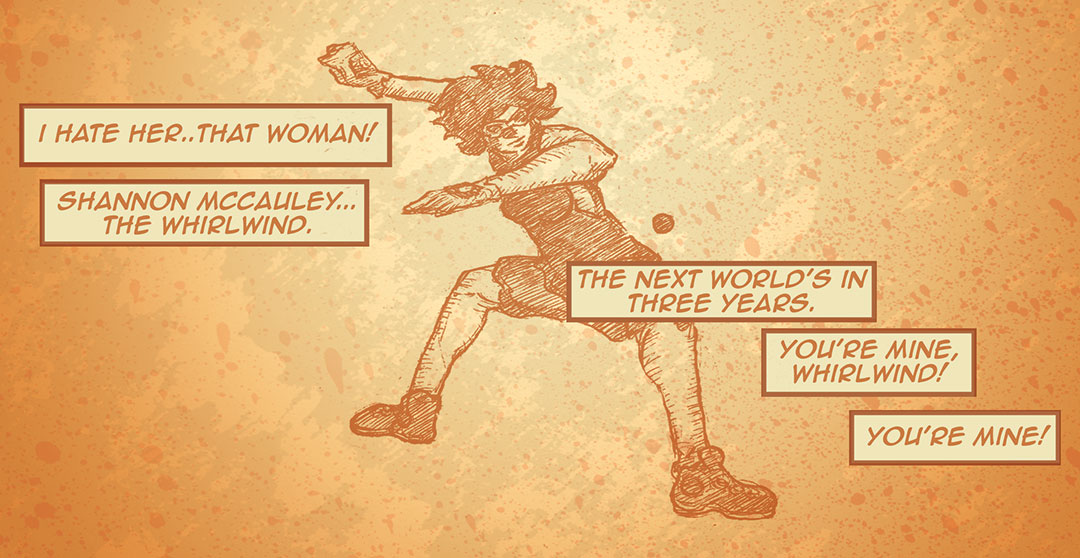 I HATE HER..THAT WOMAN!
SHANNON MCCAULEY...
THE WHIRLWIND.
THE NEXT WORLD'S IN
THREE YEARS.
YOU'RE MINE,
WHIRLWIND!
YOU'RE MINE!